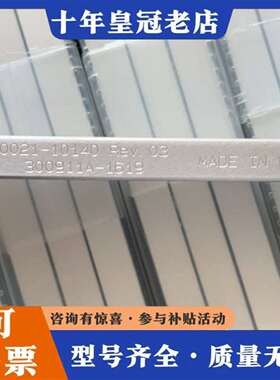 十年皇冠老店
0021-10140 Rev 03
300911A-1619
MADE IN
票
咨询有惊喜·参与补贴活动
型号齐全·质量无忧